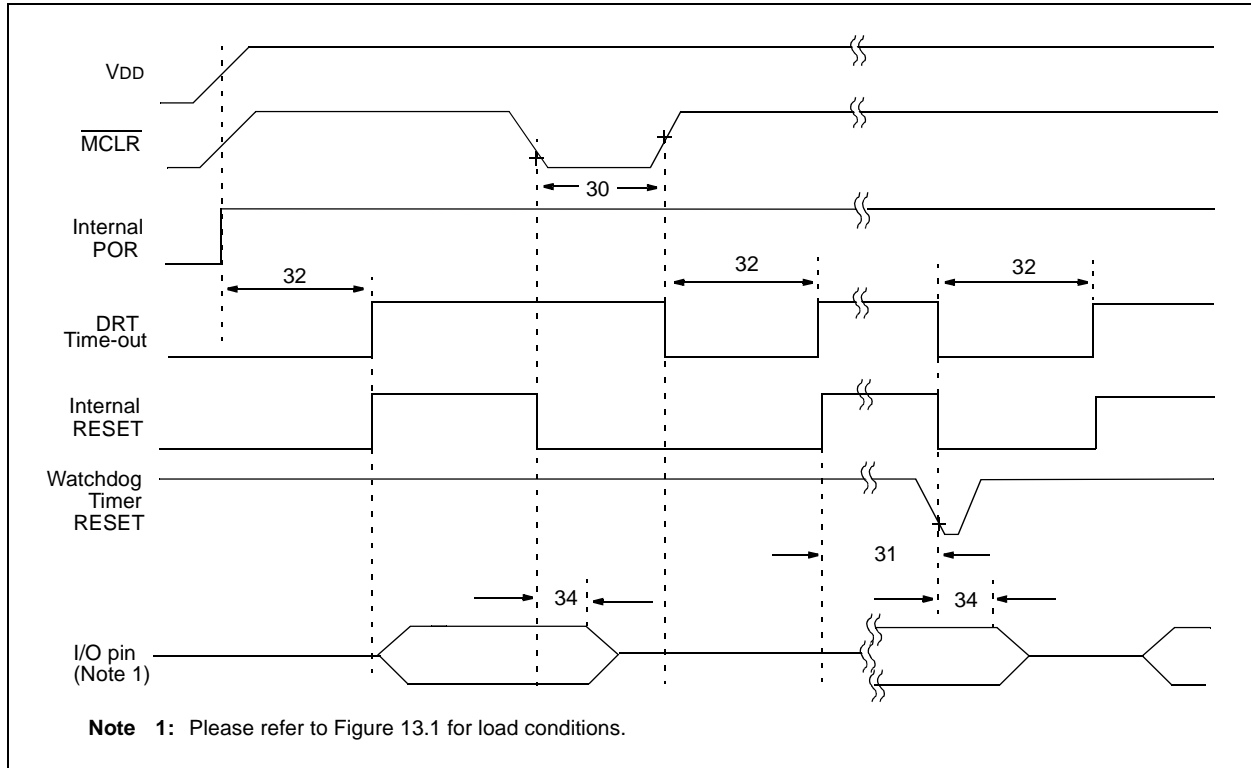 VDD
MCLR
30
Internal
POR
32
32
32
DRT
Time-out
Internal
RESET
Watchdog
Timer
RESET
31
34
34
I/O pin
(Note 1)
Note 1: Please refer to Figure 13.1 for load conditions.